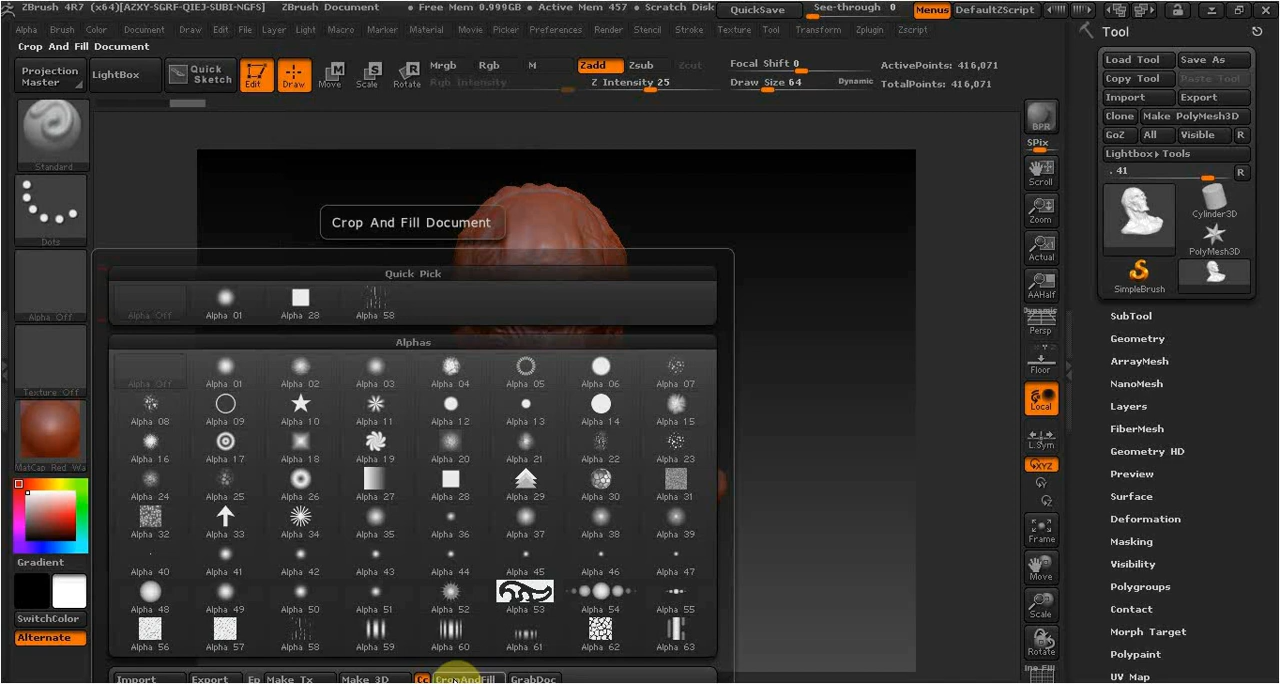 ZBrush 4R7 (x64)[AZXY-SGRF-QIEJ-SUBI-NGFS] ZBrush Document • Free Mem 0.999GB • Active Mem 457 • Scratch Disk QuickSave See-through 0 Menus DefaultZScript
Alpha Brush Color Document Draw Edit File Layer Light Macro Marker Material Movie Picker Preferences Render Stencil Stroke Texture Tool Transform Zplugin Zscript
Crop And Fill Document
Projection Master
LightBox
Quick Sketch
Edit
Draw
Move
Scale
Rotate
Mrgb Rgb M Zadd Zsub Zcut
Rgb Intensity Z Intensity 25
Focal Shift 0
Draw Size 64 Dynamic
ActivePoints: 416,071
TotalPoints: 416,071
Standard
Dots
Alpha Off
Texture Off
MatCap Red Wa
Gradient
SwitchColor
Alternate
Crop And Fill Document
Quick Pick
Alpha Off Alpha 01 Alpha 28 Alpha 58
Alphas
Alpha Off Alpha 01 Alpha 02 Alpha 03 Alpha 04 Alpha 05 Alpha 06 Alpha 07
Alpha 08 Alpha 09 Alpha 10 Alpha 11 Alpha 12 Alpha 13 Alpha 14 Alpha 15
Alpha 16 Alpha 17 Alpha 18 Alpha 19 Alpha 20 Alpha 21 Alpha 22 Alpha 23
Alpha 24 Alpha 25 Alpha 26 Alpha 27 Alpha 28 Alpha 29 Alpha 30 Alpha 31
Alpha 32 Alpha 33 Alpha 34 Alpha 35 Alpha 36 Alpha 37 Alpha 38 Alpha 39
Alpha 40 Alpha 41 Alpha 42 Alpha 43 Alpha 44 Alpha 45 Alpha 46 Alpha 47
Alpha 48 Alpha 49 Alpha 50 Alpha 51 Alpha 52 Alpha 53 Alpha 54 Alpha 55
Alpha 56 Alpha 57 Alpha 58 Alpha 59 Alpha 60 Alpha 61 Alpha 62 Alpha 63
Import Export Ep Make Tx Make 3D Cc CropAndFill GrabDoc
BPR
SPix
Scroll
Zoom
Actual
AAHalf
Dynamic
Persp
Floor
Local
L.Sym
XYZ
Frame
Move
Scale
Rotate
Line Fill
Tool
Load Tool Save As
Copy Tool Paste Tool
Import Export
Clone Make PolyMesh3D
GoZ All Visible R
Lightbox▸Tools
. 41 R
Cylinder3D
PolyMesh3D
SimpleBrush
SubTool
Geometry
ArrayMesh
NanoMesh
Layers
FiberMesh
Geometry HD
Preview
Surface
Deformation
Masking
Visibility
Polygroups
Contact
Morph Target
Polypaint
UV Map